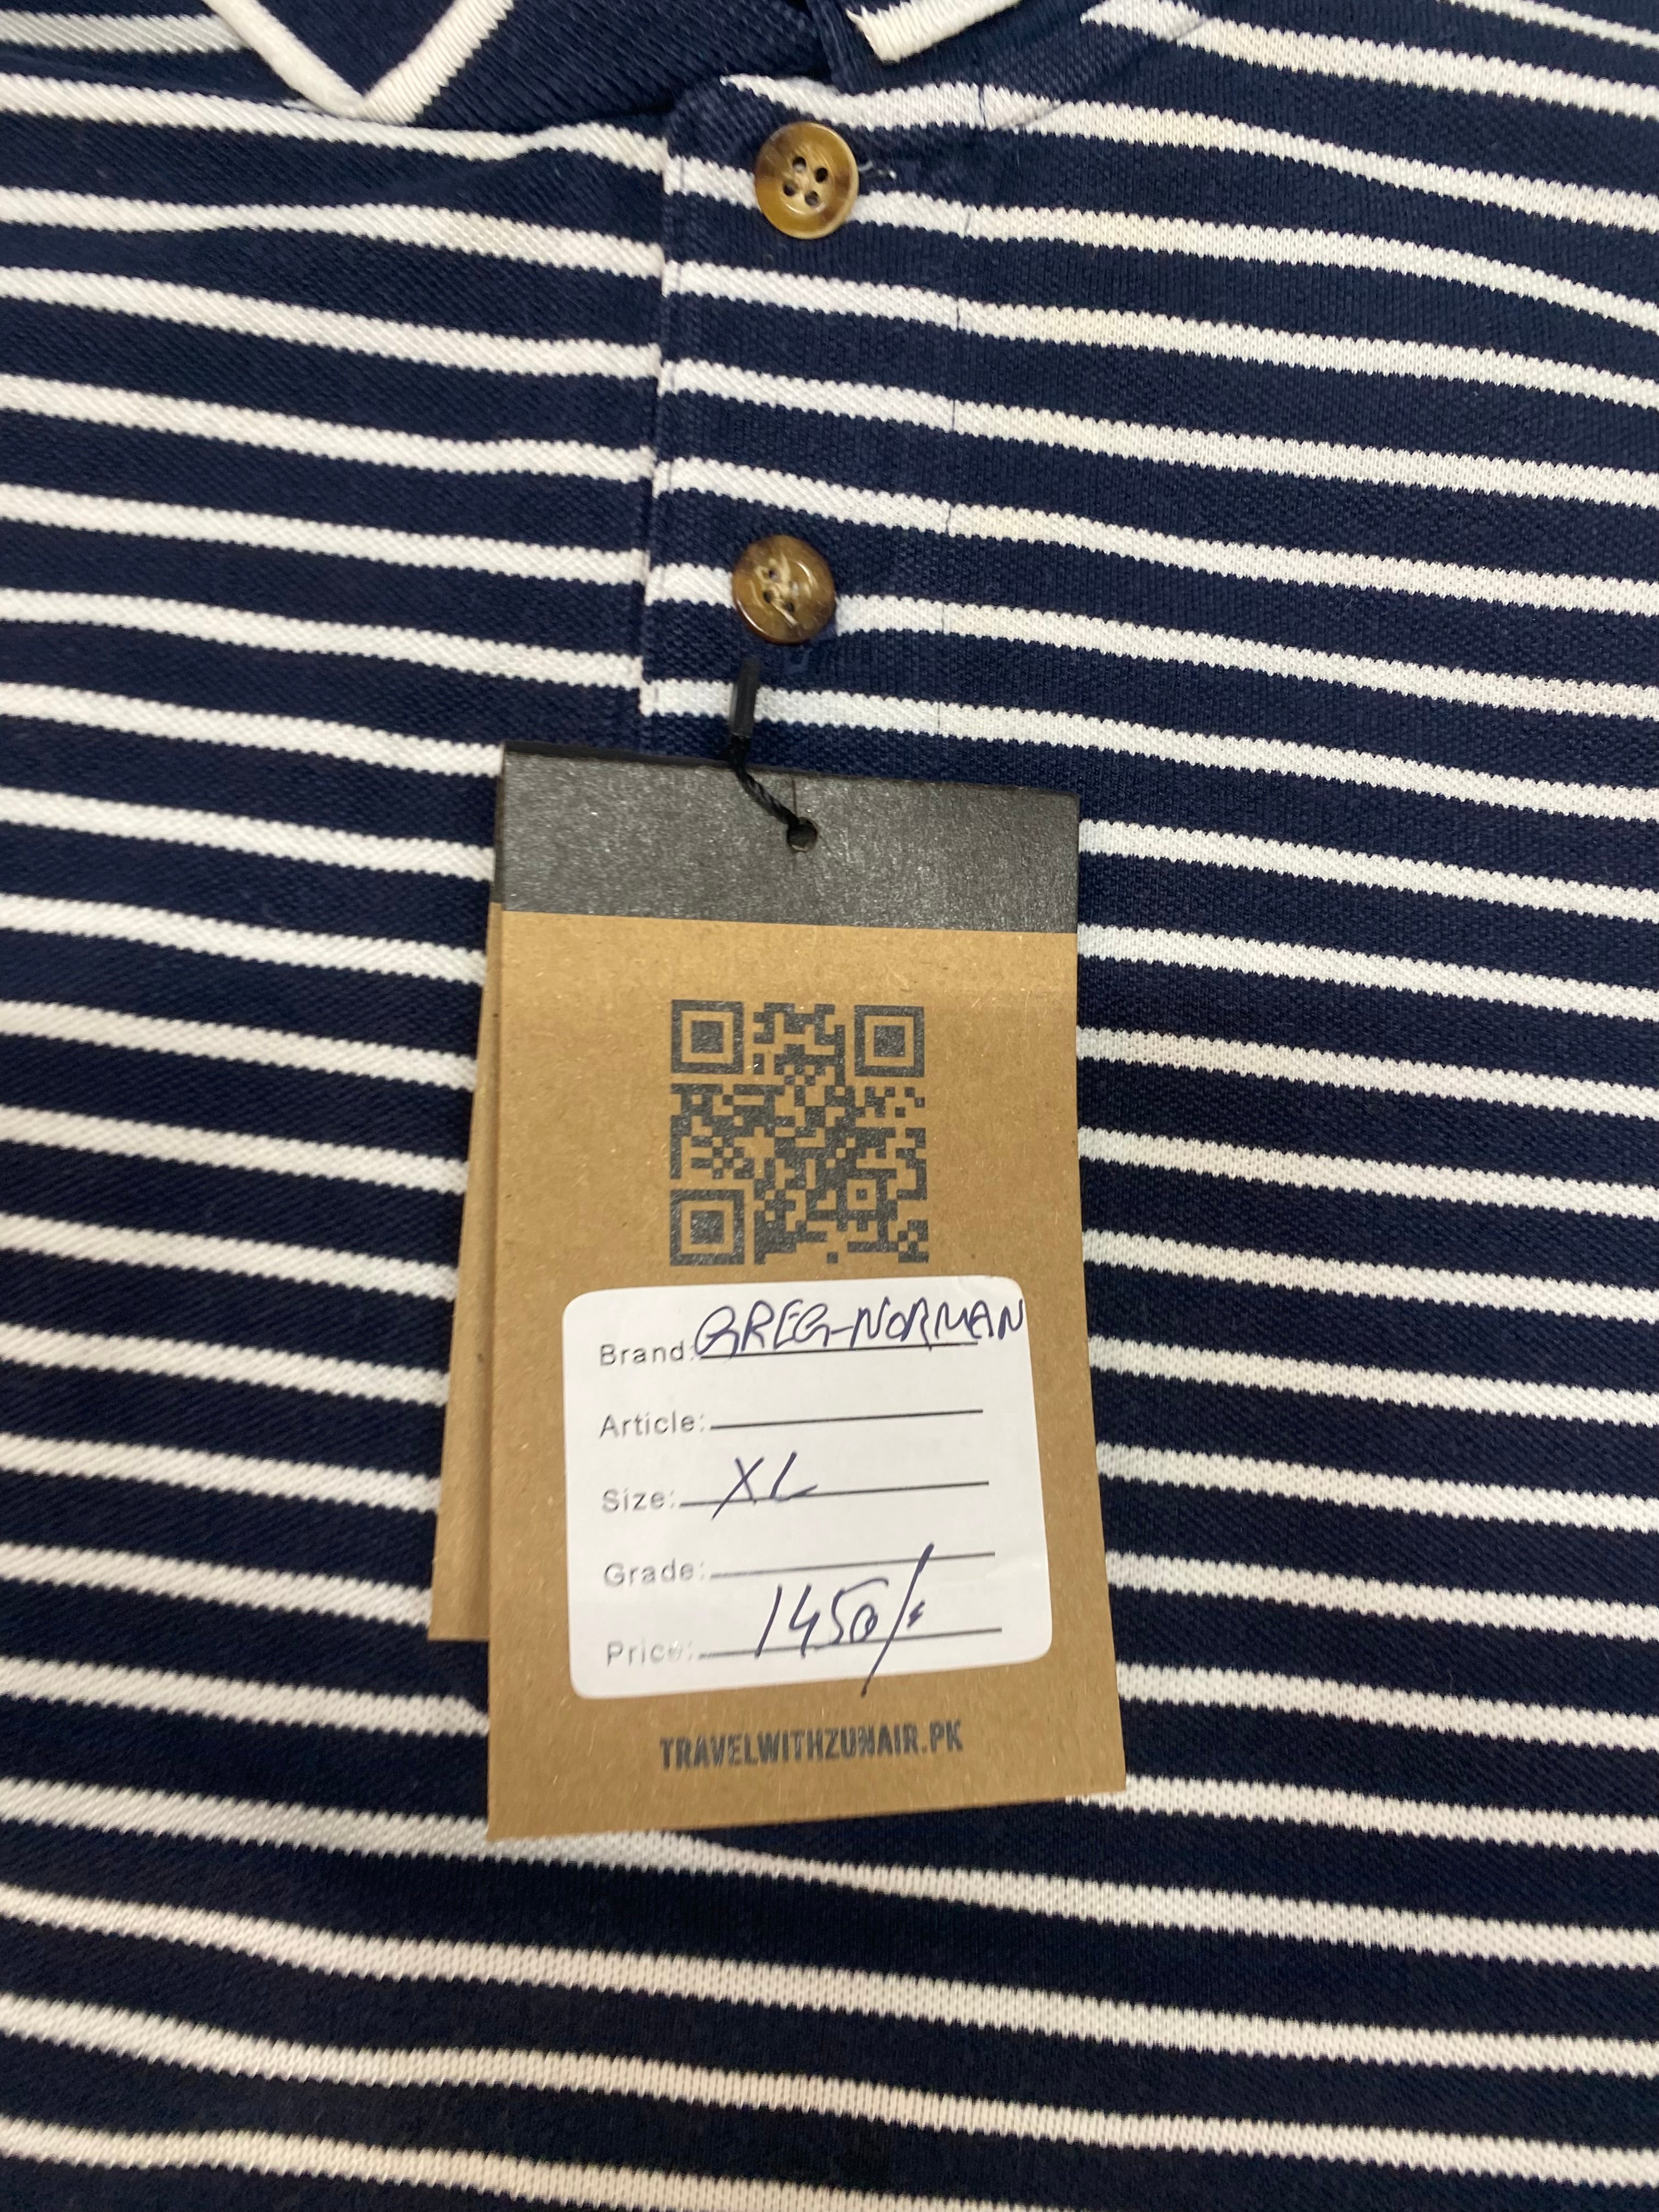 Brand: GREG-NORMAN
Article:
Size: XL
Grade:
Price: 1450/=
TRAVELWITHZUNAIR.PK